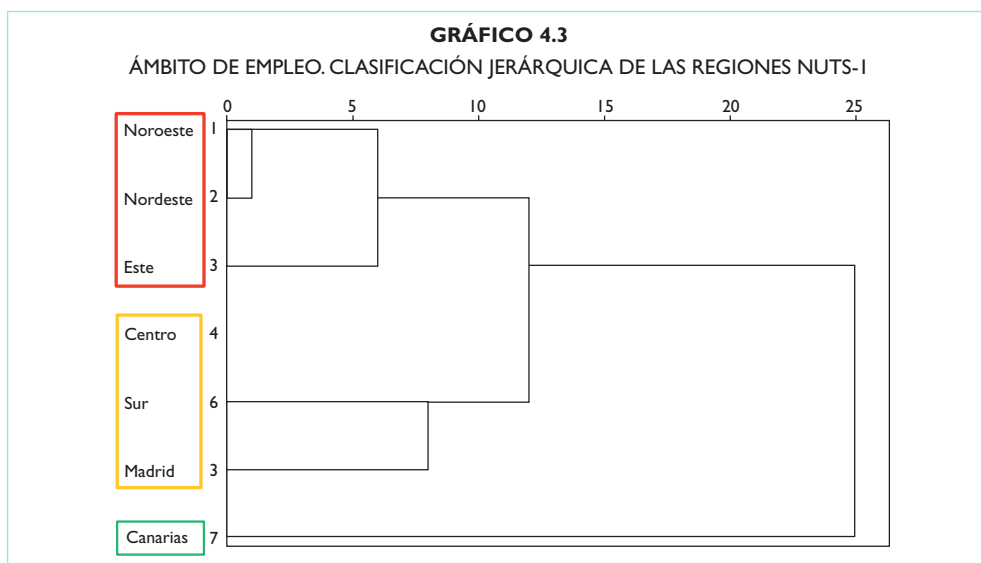 GRÁFICO 4.3
ÁMBITO DE EMPLEO. CLASIFICACIÓN JERÁRQUICA DE LAS REGIONES NUTS-1
0 5 10 15 20 25
Noroeste 1
Nordeste 2
Este 3
Centro 4
Sur 6
Madrid 3
Canarias 7